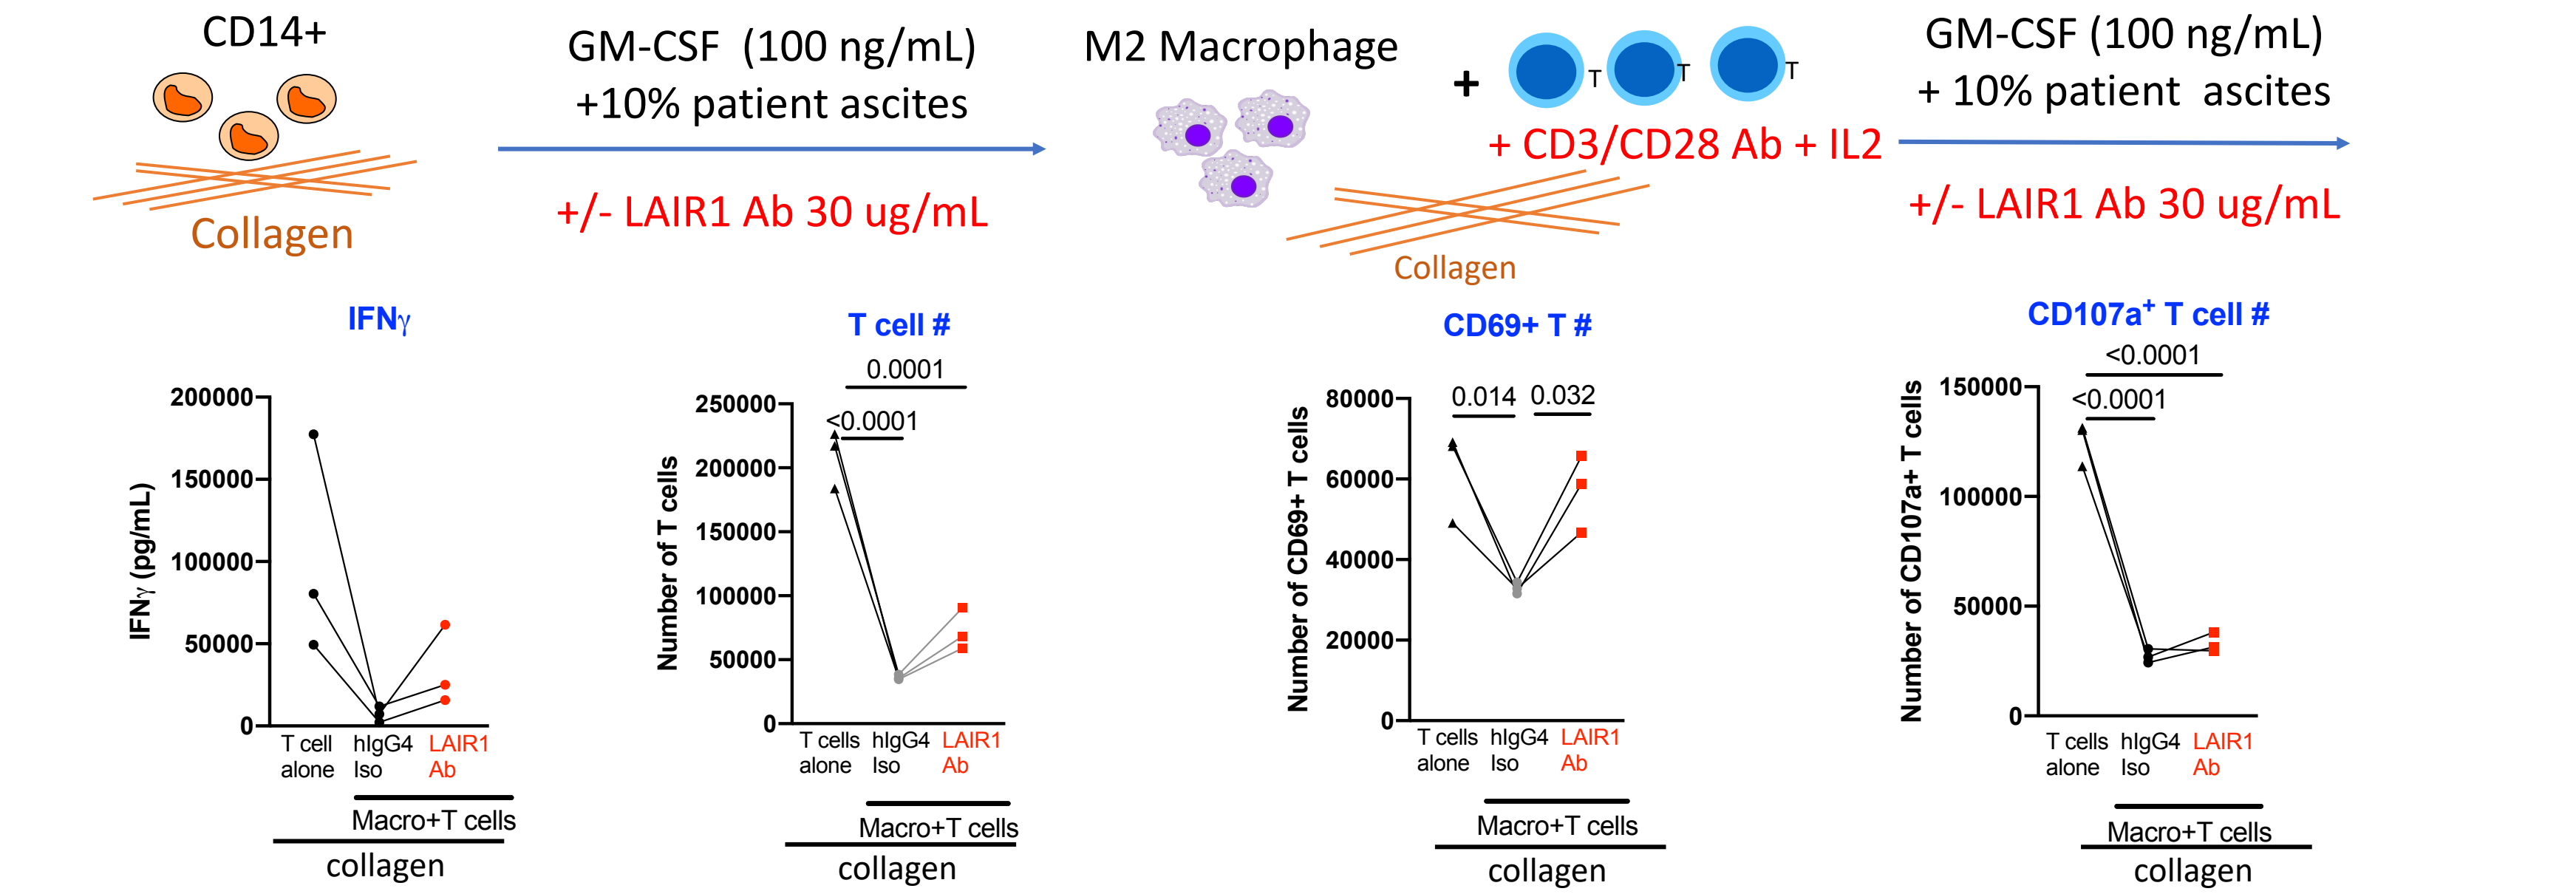 CD14+
Collagen
GM-CSF (100 ng/mL)
+10% patient ascites
+/- LAIR1 Ab 30 ug/mL
M2 Macrophage
+
T
T
T
+ CD3/CD28 Ab + IL2
Collagen
GM-CSF (100 ng/mL)
+ 10% patient ascites
+/- LAIR1 Ab 30 ug/mL
IFNγ
IFNγ (pg/mL)
200000
150000
100000
50000
0
T cell
alone
hIgG4
Iso
LAIR1
Ab
Macro+T cells
collagen
T cell #
0.0001
<0.0001
Number of T cells
250000
200000
150000
100000
50000
0
T cells
alone
hIgG4
Iso
LAIR1
Ab
Macro+T cells
collagen
CD69+ T #
0.014
0.032
Number of CD69+ T cells
80000
60000
40000
20000
0
T cells
alone
hIgG4
Iso
LAIR1
Ab
Macro+T cells
collagen
CD107a⁺ T cell #
<0.0001
<0.0001
Number of CD107a+ T cells
150000
100000
50000
0
T cells
alone
hIgG4
Iso
LAIR1
Ab
Macro+T cells
collagen